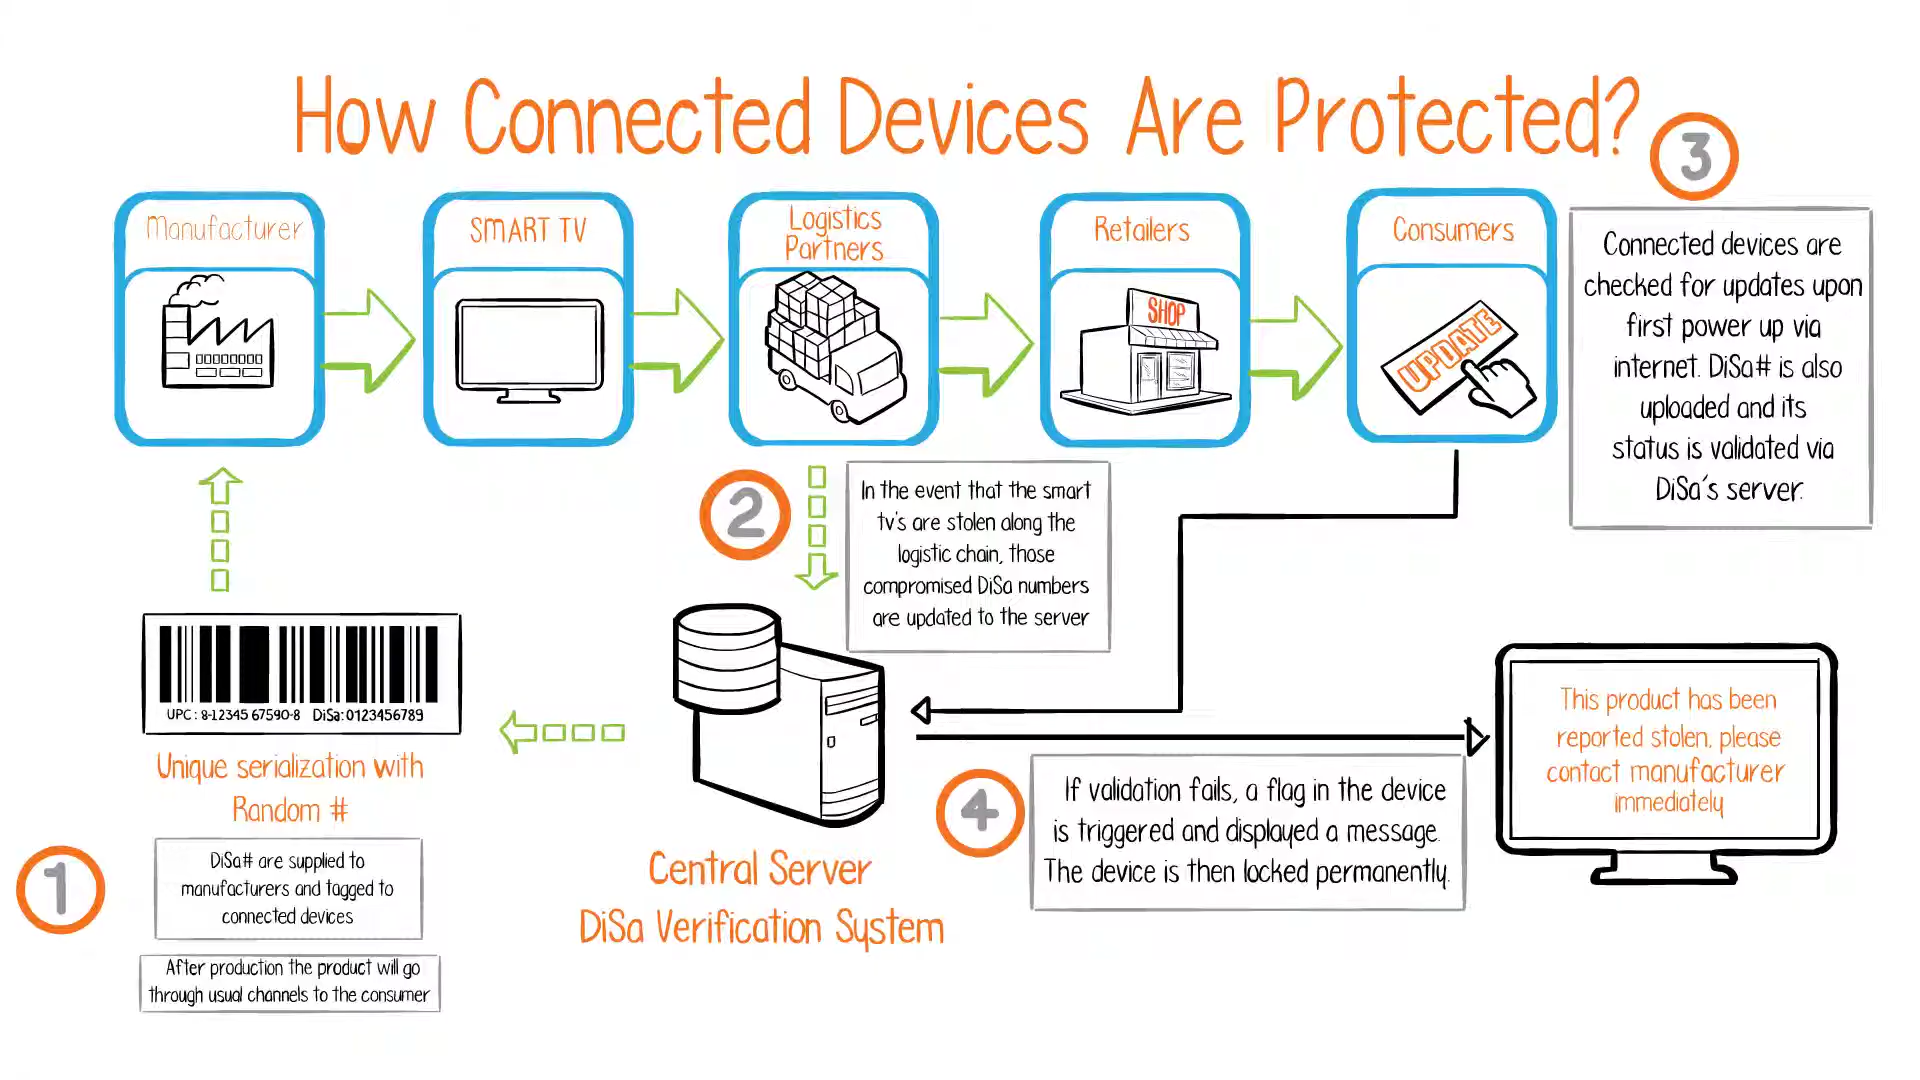 How Connected Devices Are Protected?
3
Manufacturer
SMART TV
Logistics
Partners
Retailers
Consumers
SHOP
UPDATE
Connected devices are
checked for updates upon
first power up via
internet. DiSa# is also
uploaded and its
status is validated via
DiSa's server.
2
In the event that the smart
tv's are stolen along the
logistic chain, those
compromised DiSa numbers
are updated to the server
UPC : 8-12345 67590-8 DiSa: 0123456789
Unique serialization with
Random #
1
DiSa# are supplied to
manufacturers and tagged to
connected devices
After production the product will go
through usual channels to the consumer
Central Server
DiSa Verification System
4
If validation fails, a flag in the device
is triggered and displayed a message.
The device is then locked permanently.
This product has been
reported stolen, please
contact manufacturer
immediately